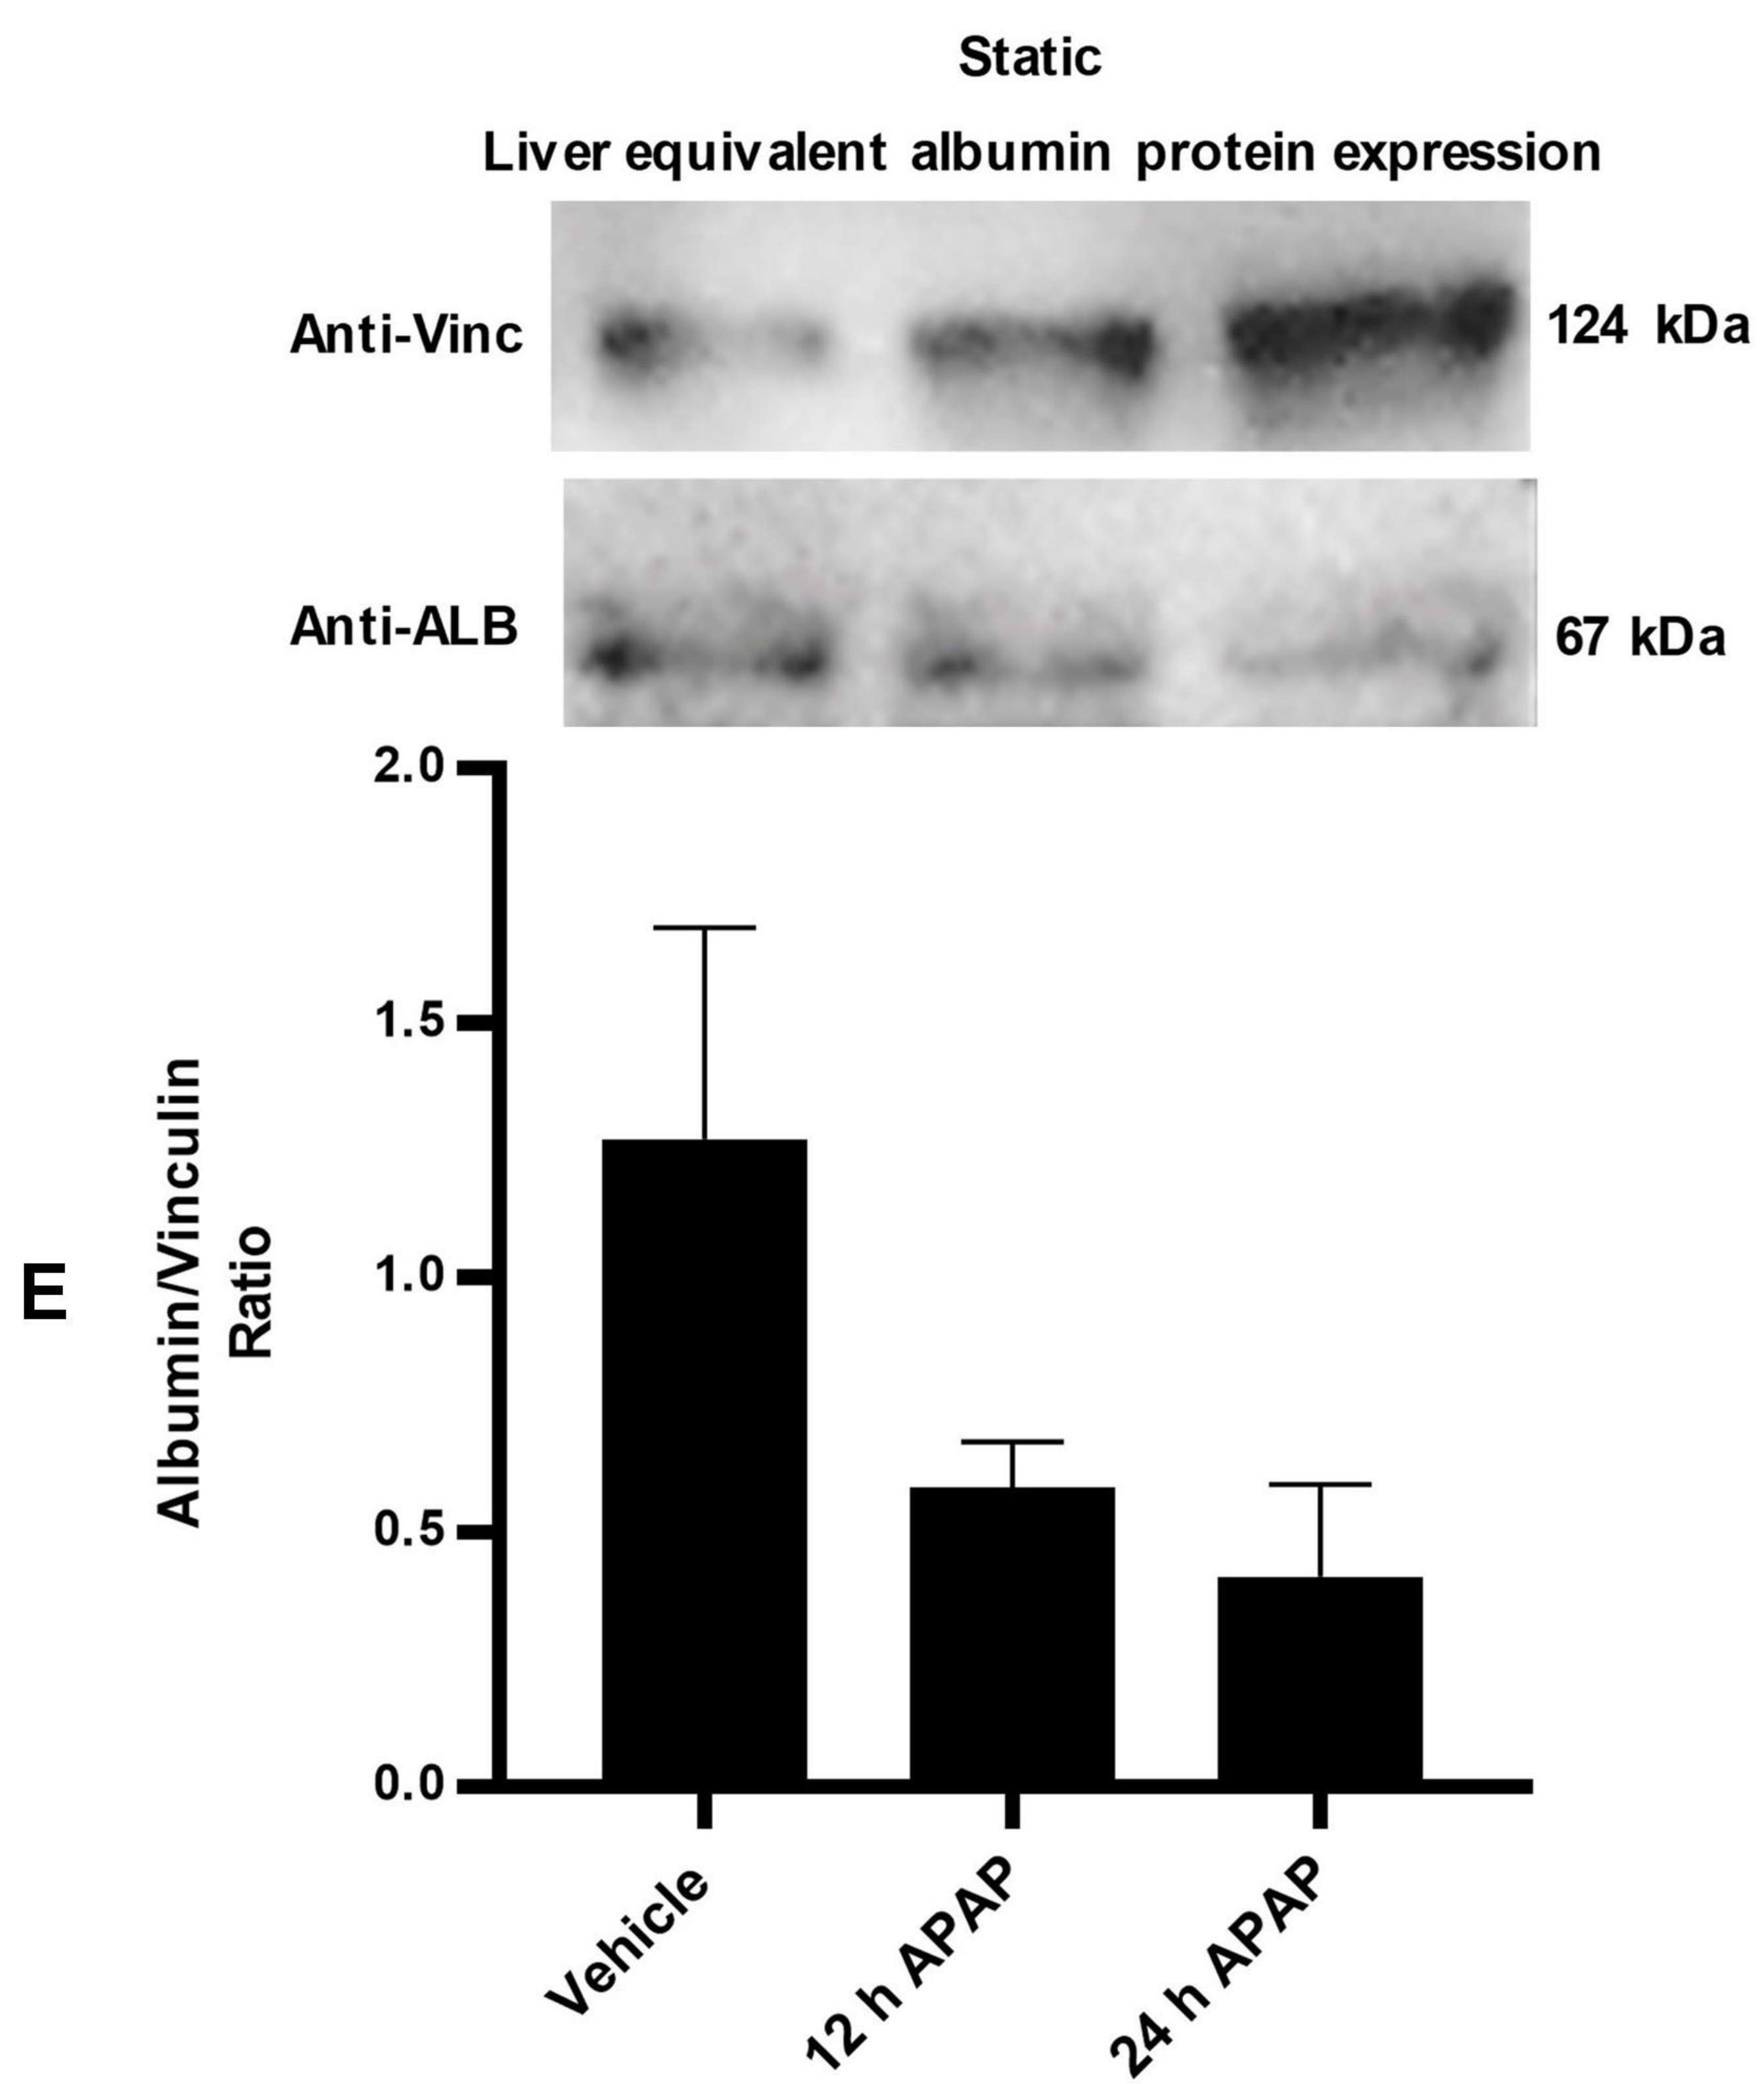 Static
Liver equivalent albumin protein expression
Anti-Vinc
124 kDa
Anti-ALB
67 kDa
2.0
1.5
1.0
0.5
0.0
Albumin/Vinculin
Ratio
E
Vehicle
12 h APAP
24 h APAP